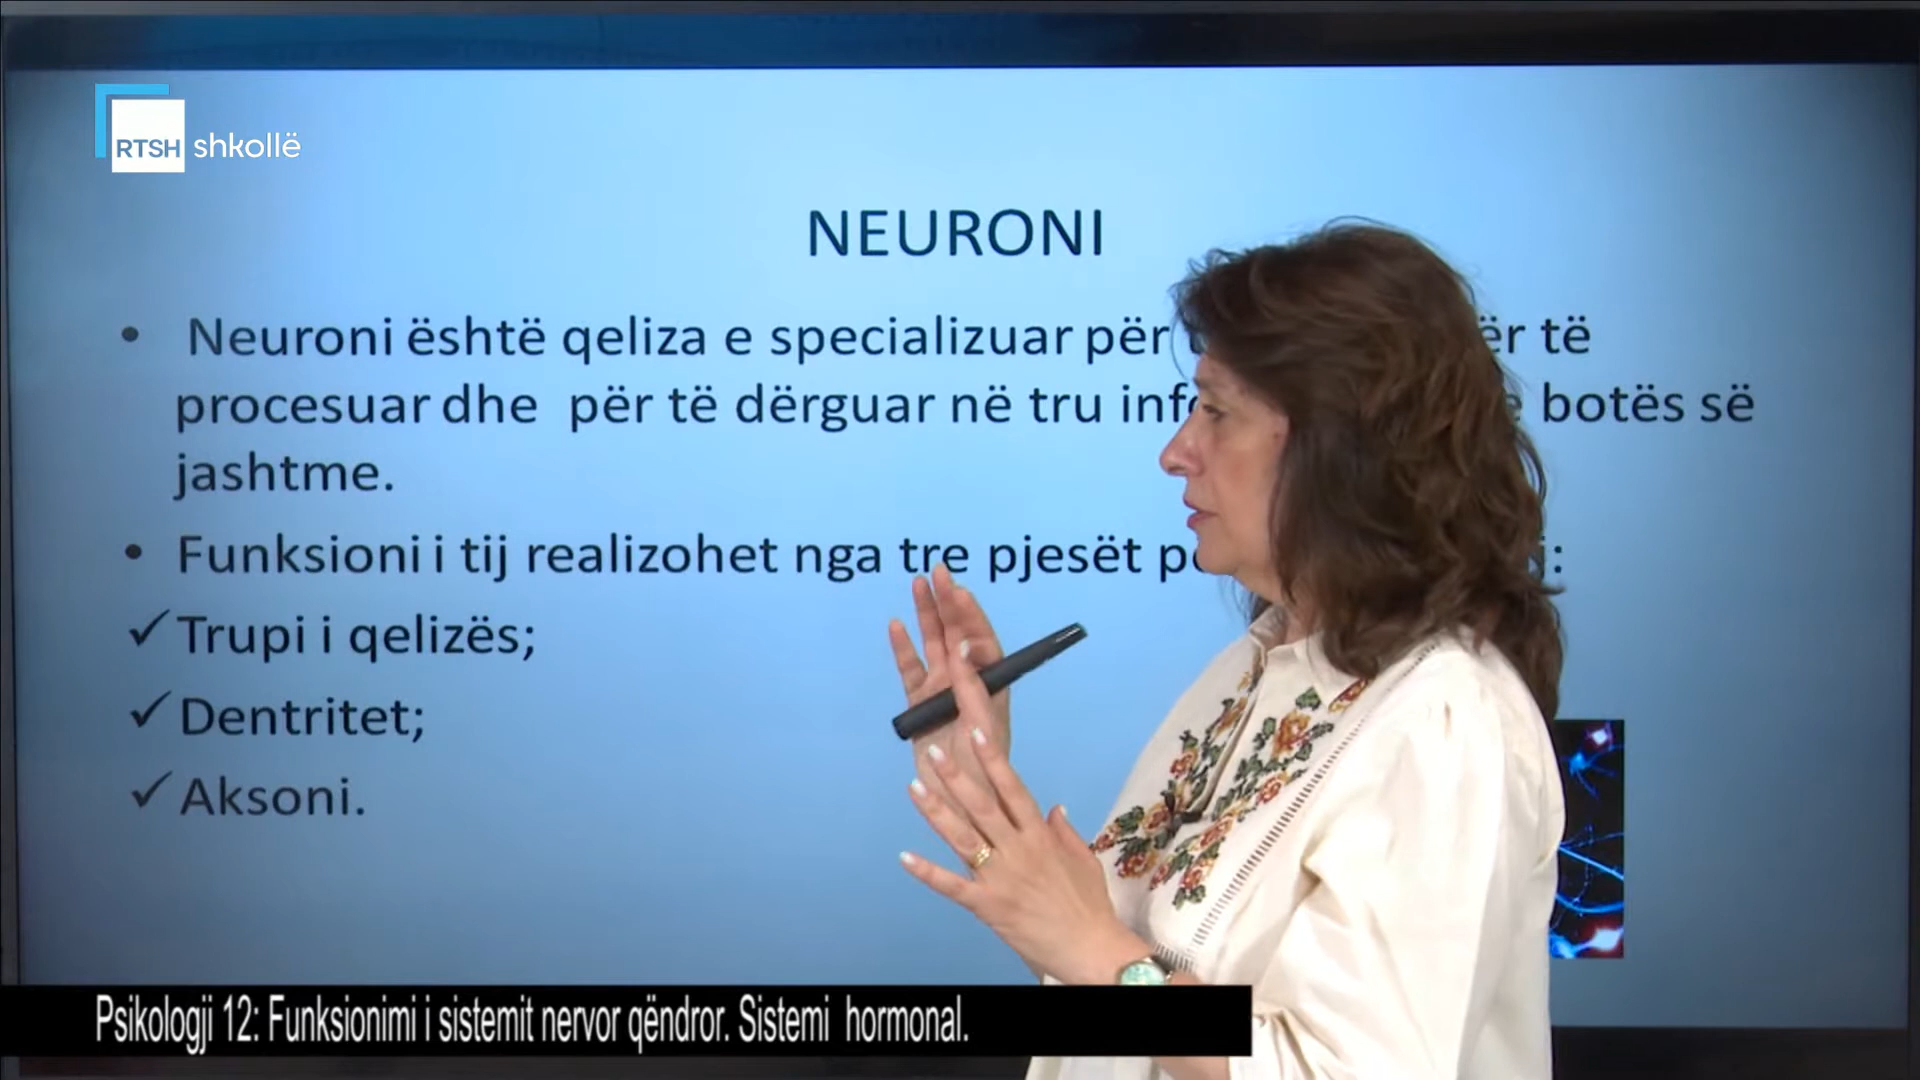 RTSH shkollë
NEURONI
• Neuroni është qeliza e specializuar për ër të
procesuar dhe për të dërguar në tru botës së
jashtme.
• Funksioni i tij realizohet nga tre pjesët
✓ Trupi i qelizës;
✓ Dentritet;
✓ Aksoni.
Psikologji 12: Funksionimi i sistemit nervor qëndror. Sistemi hormonal.